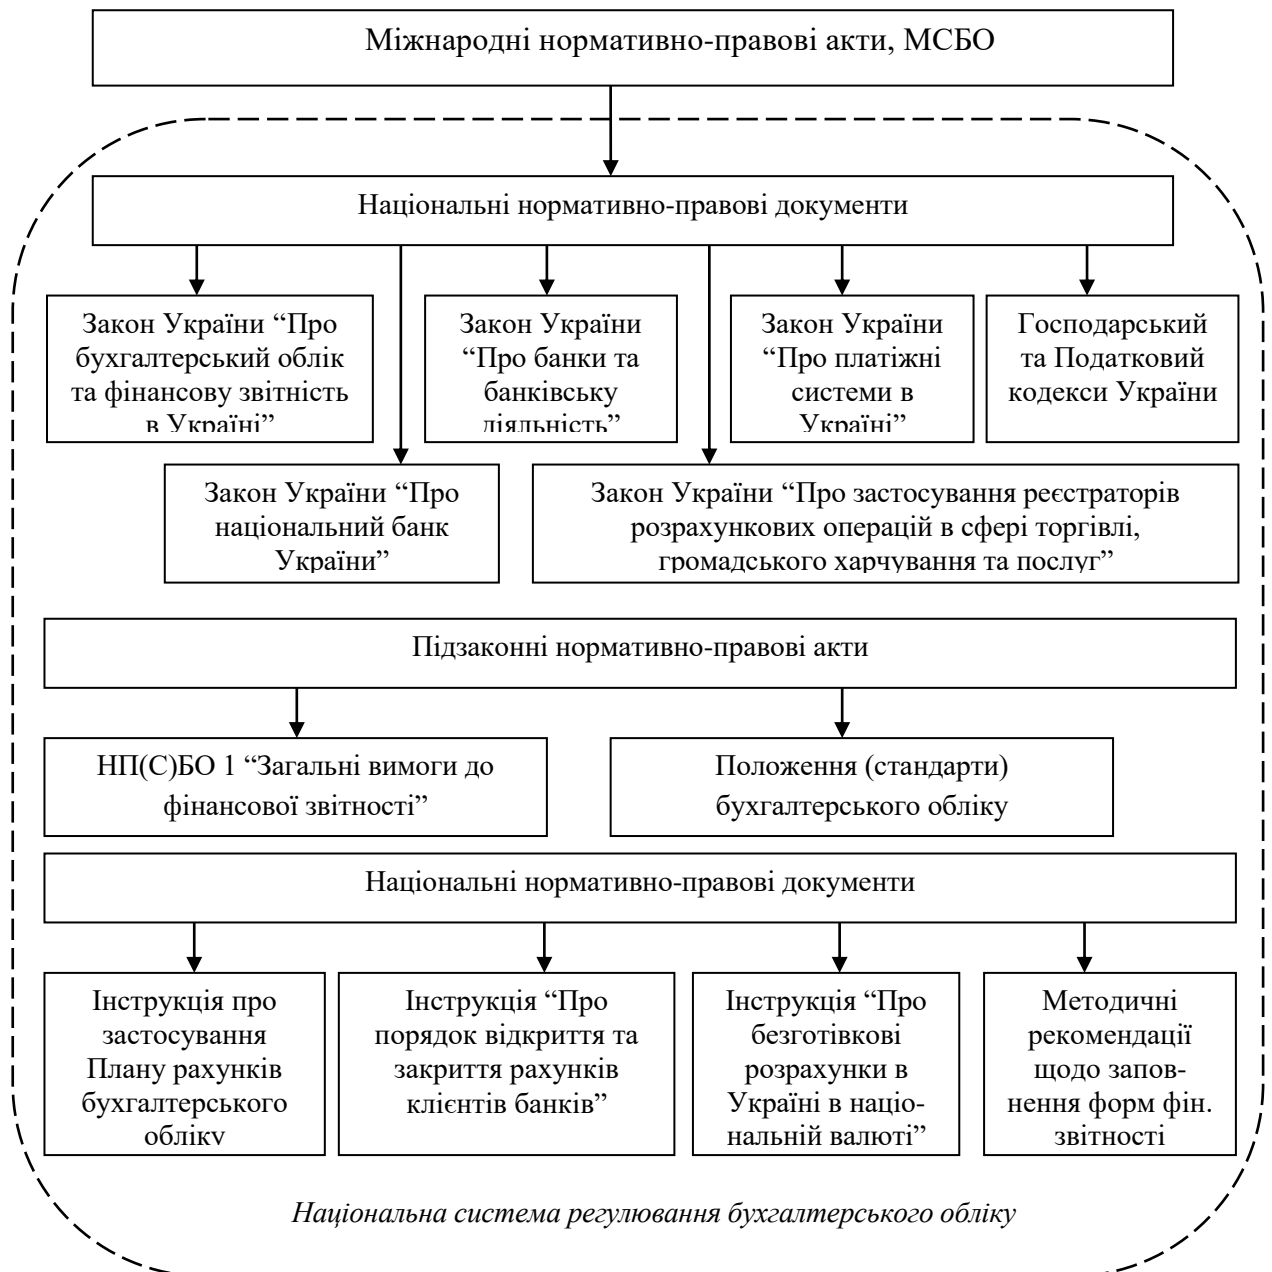 Міжнародні нормативно-правові акти, МСБО
Національні нормативно-правові документи
Закон України “Про
бухгалтерський облік
та фінансову звітність
в Україні”
Закон України
“Про банки та
банківську
діяльність”
Закон України
“Про платіжні
системи в
Україні”
Господарський
та Податковий
кодекси України
Закон України “Про
національний банк
України”
Закон України “Про застосування реєстраторів
розрахункових операцій в сфері торгівлі,
громадського харчування та послуг”
Підзаконні нормативно-правові акти
НП(С)БО 1 “Загальні вимоги до
фінансової звітності”
Положення (стандарти)
бухгалтерського обліку
Національні нормативно-правові документи
Інструкція про
застосування
Плану рахунків
бухгалтерського
обліку
Інструкція “Про
порядок відкриття та
закриття рахунків
клієнтів банків”
Інструкція “Про
безготівкові
розрахунки в
Україні в націо-
нальній валюті”
Методичні
рекомендації
щодо запов-
нення форм фін.
звітності
Національна система регулювання бухгалтерського обліку